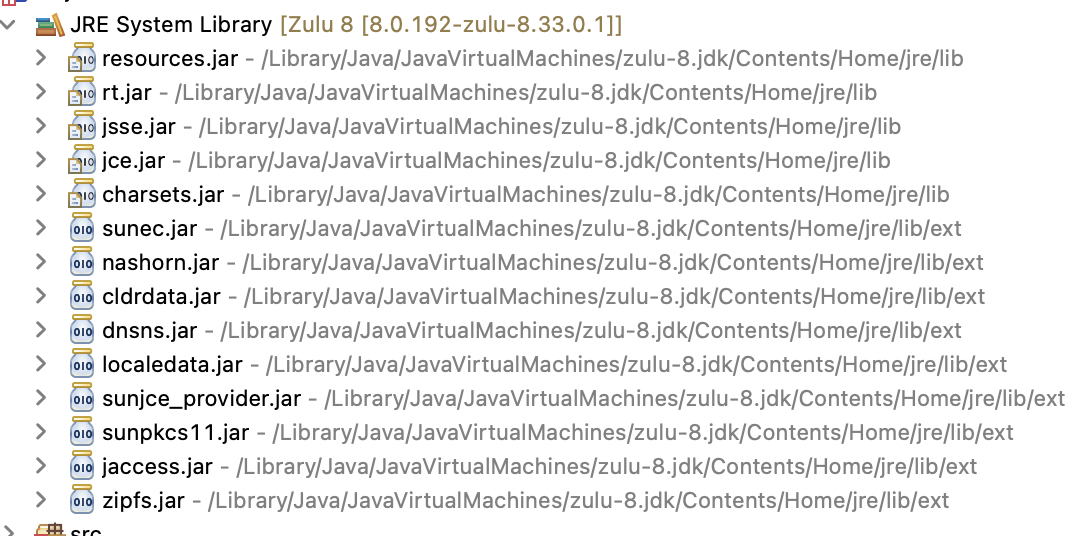 JRE System Library [Zulu 8 [8.0.192-zulu-8.33.0.1]]
resources.jar - /Library/Java/JavaVirtualMachines/zulu-8.jdk/Contents/Home/jre/lib
rt.jar - /Library/Java/JavaVirtualMachines/zulu-8.jdk/Contents/Home/jre/lib
jsse.jar - /Library/Java/JavaVirtualMachines/zulu-8.jdk/Contents/Home/jre/lib
jce.jar - /Library/Java/JavaVirtualMachines/zulu-8.jdk/Contents/Home/jre/lib
charsets.jar - /Library/Java/JavaVirtualMachines/zulu-8.jdk/Contents/Home/jre/lib
sunec.jar - /Library/Java/JavaVirtualMachines/zulu-8.jdk/Contents/Home/jre/lib/ext
nashorn.jar - /Library/Java/JavaVirtualMachines/zulu-8.jdk/Contents/Home/jre/lib/ext
cldrdata.jar - /Library/Java/JavaVirtualMachines/zulu-8.jdk/Contents/Home/jre/lib/ext
dnsns.jar - /Library/Java/JavaVirtualMachines/zulu-8.jdk/Contents/Home/jre/lib/ext
localedata.jar - /Library/Java/JavaVirtualMachines/zulu-8.jdk/Contents/Home/jre/lib/ext
sunjce_provider.jar - /Library/Java/JavaVirtualMachines/zulu-8.jdk/Contents/Home/jre/lib/ext
sunpkcs11.jar - /Library/Java/JavaVirtualMachines/zulu-8.jdk/Contents/Home/jre/lib/ext
jaccess.jar - /Library/Java/JavaVirtualMachines/zulu-8.jdk/Contents/Home/jre/lib/ext
zipfs.jar - /Library/Java/JavaVirtualMachines/zulu-8.jdk/Contents/Home/jre/lib/ext
src